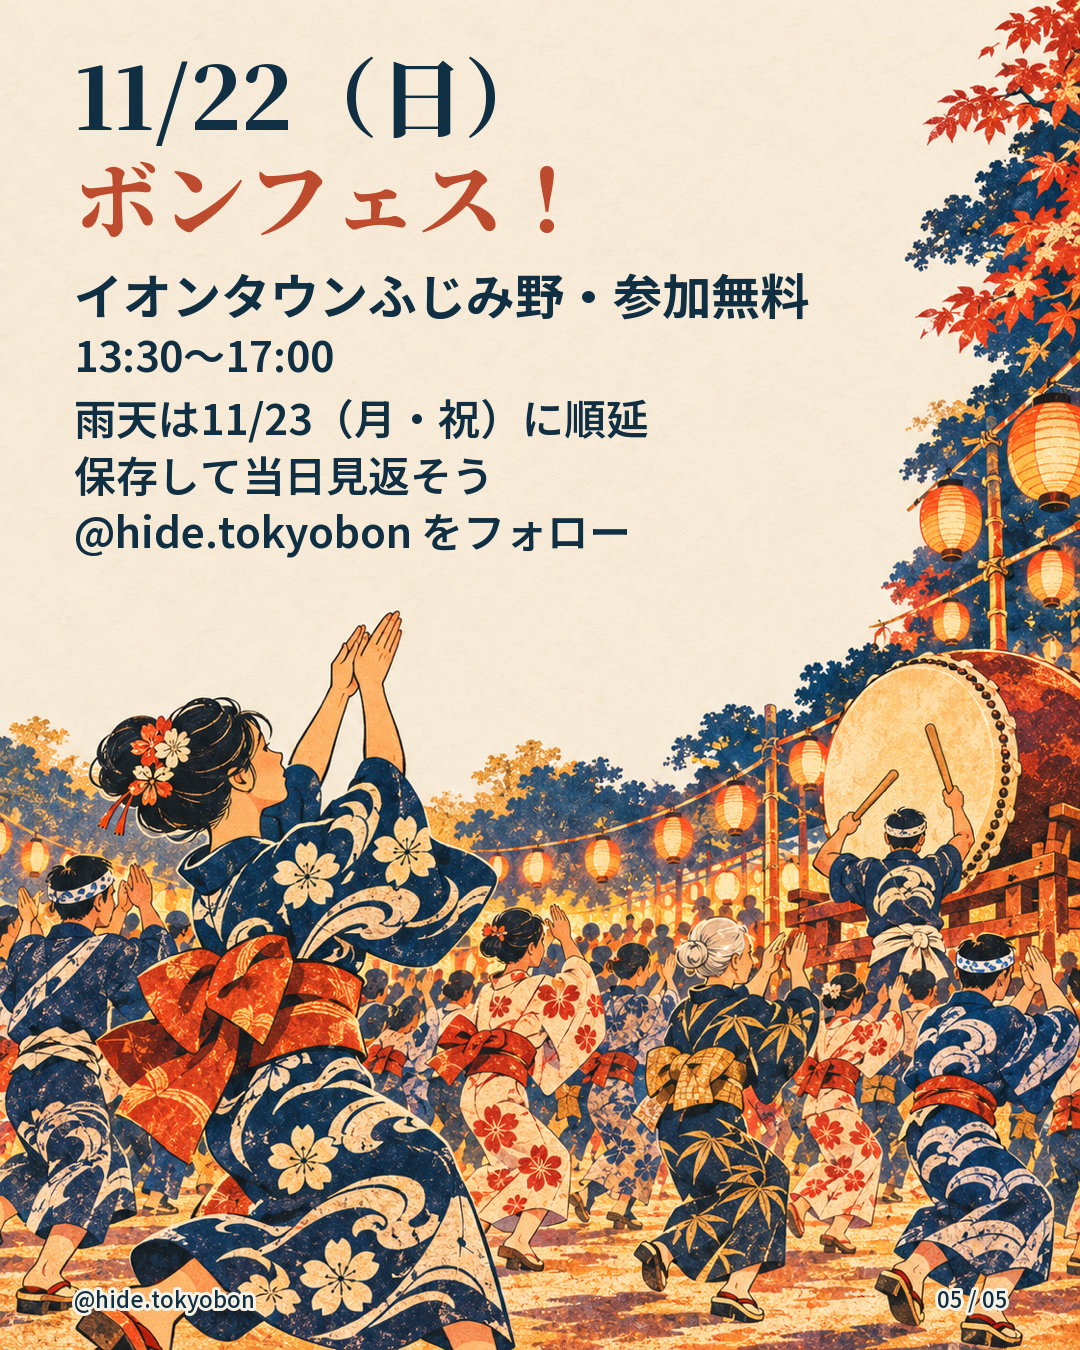 11/22（日）
ボンフェス！
イオンタウンふじみ野・参加無料
13:30〜17:00
雨天は11/23（月・祝）に順延
保存して当日見返そう
@hide.tokyobon をフォロー
@hide.tokyobon
05 / 05